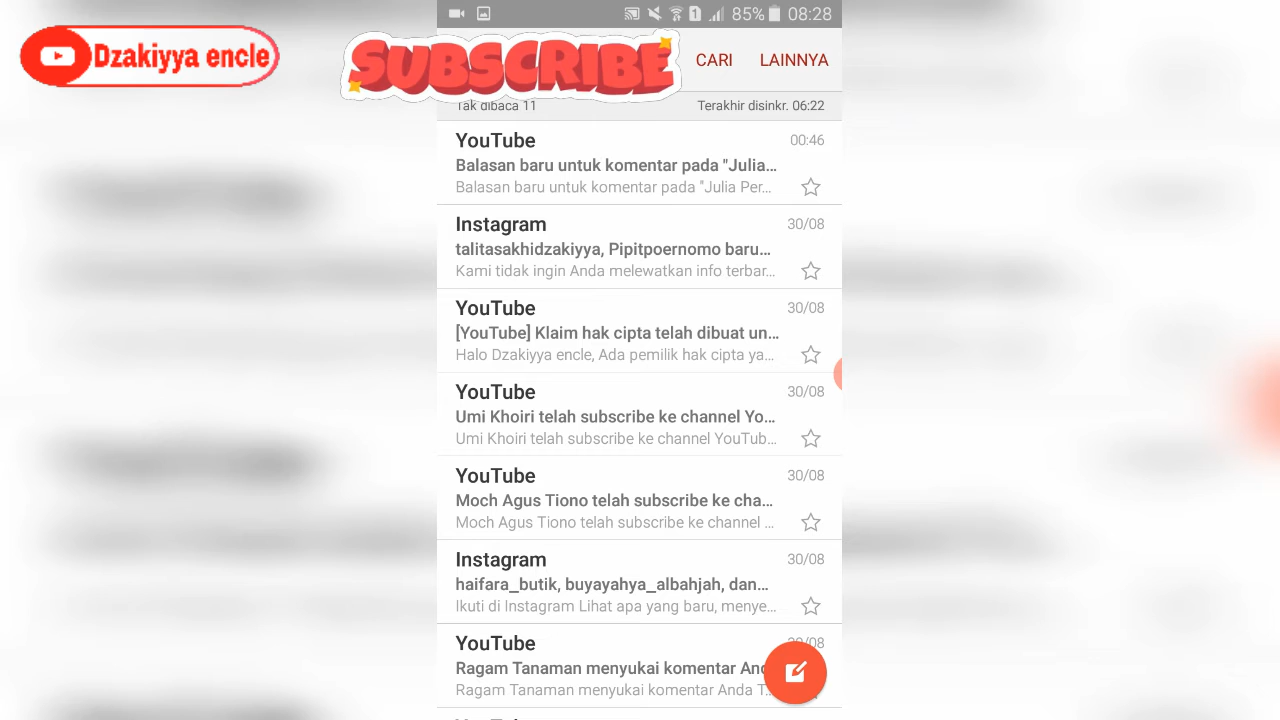 Dzakiyya encle
SUBSCRIBE
85% 08:28
CARI LAINNYA
Tak dibaca 11 Terakhir disinkr. 06:22
YouTube 00:46
Balasan baru untuk komentar pada "Julia...
Balasan baru untuk komentar pada "Julia Per...
Instagram 30/08
talitasakhidzakiyya, Pipitpoernomo baru...
Kami tidak ingin Anda melewatkan info terbar...
YouTube 30/08
[YouTube] Klaim hak cipta telah dibuat un...
Halo Dzakiyya encle, Ada pemilik hak cipta ya...
YouTube 30/08
Umi Khoiri telah subscribe ke channel Yo...
Umi Khoiri telah subscribe ke channel YouTub...
YouTube 30/08
Moch Agus Tiono telah subscribe ke cha...
Moch Agus Tiono telah subscribe ke channel ...
Instagram 30/08
haifara_butik, buyayahya_albahjah, dan...
Ikuti di Instagram Lihat apa yang baru, menye...
YouTube 30/08
Ragam Tanaman menyukai komentar And
Ragam Tanaman menyukai komentar Anda T...